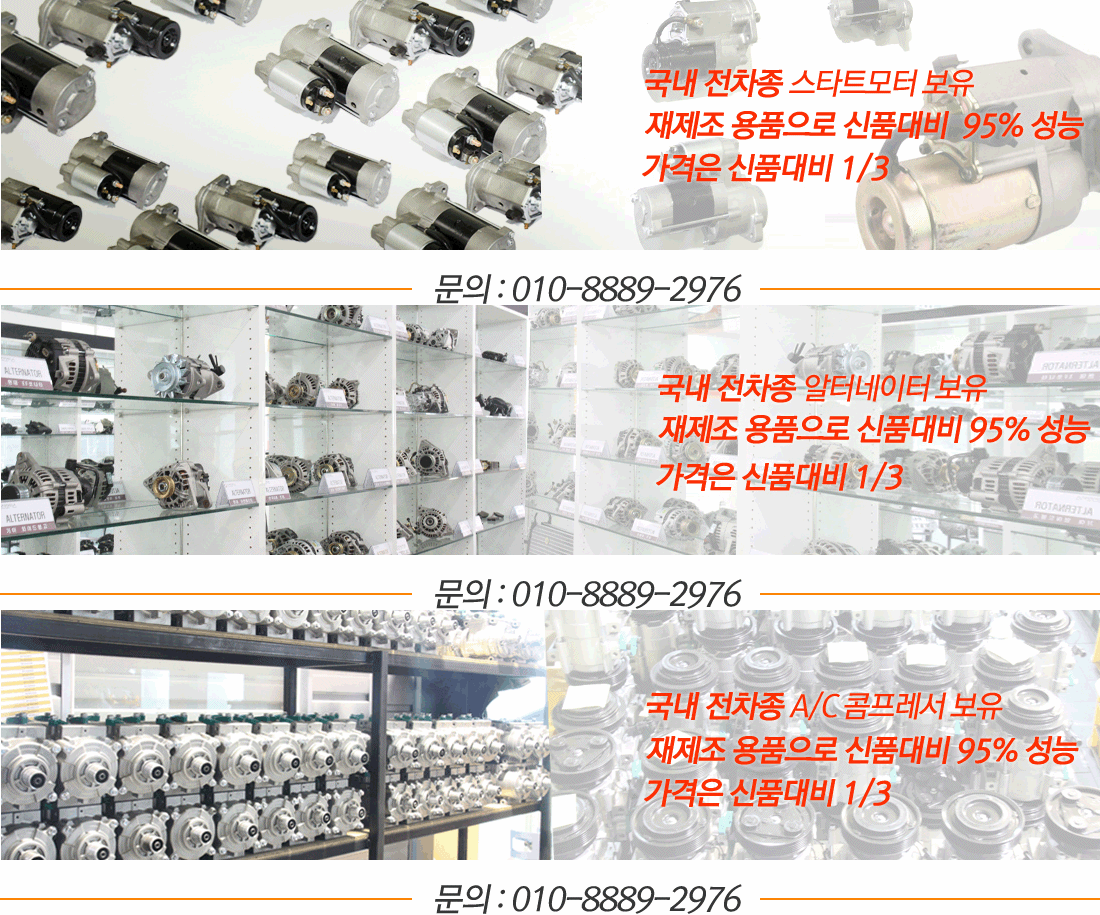 국내 전차종 스타트모터 보유
재제조 용품으로 신품대비 95% 성능
가격은 신품대비 1/3
문의 : 010-8889-2976
ALTERNATOR
ALTERNATOR
ALTERNATOR
국내 전차종 알터네이터 보유
재제조 용품으로 신품대비 95% 성능
가격은 신품대비 1/3
ALTERNATOR
ALTERNATOR
문의 : 010-8889-2976
국내 전차종 A/C 콤프레서 보유
재제조 용품으로 신품대비 95% 성능
가격은 신품대비 1/3
문의 : 010-8889-2976